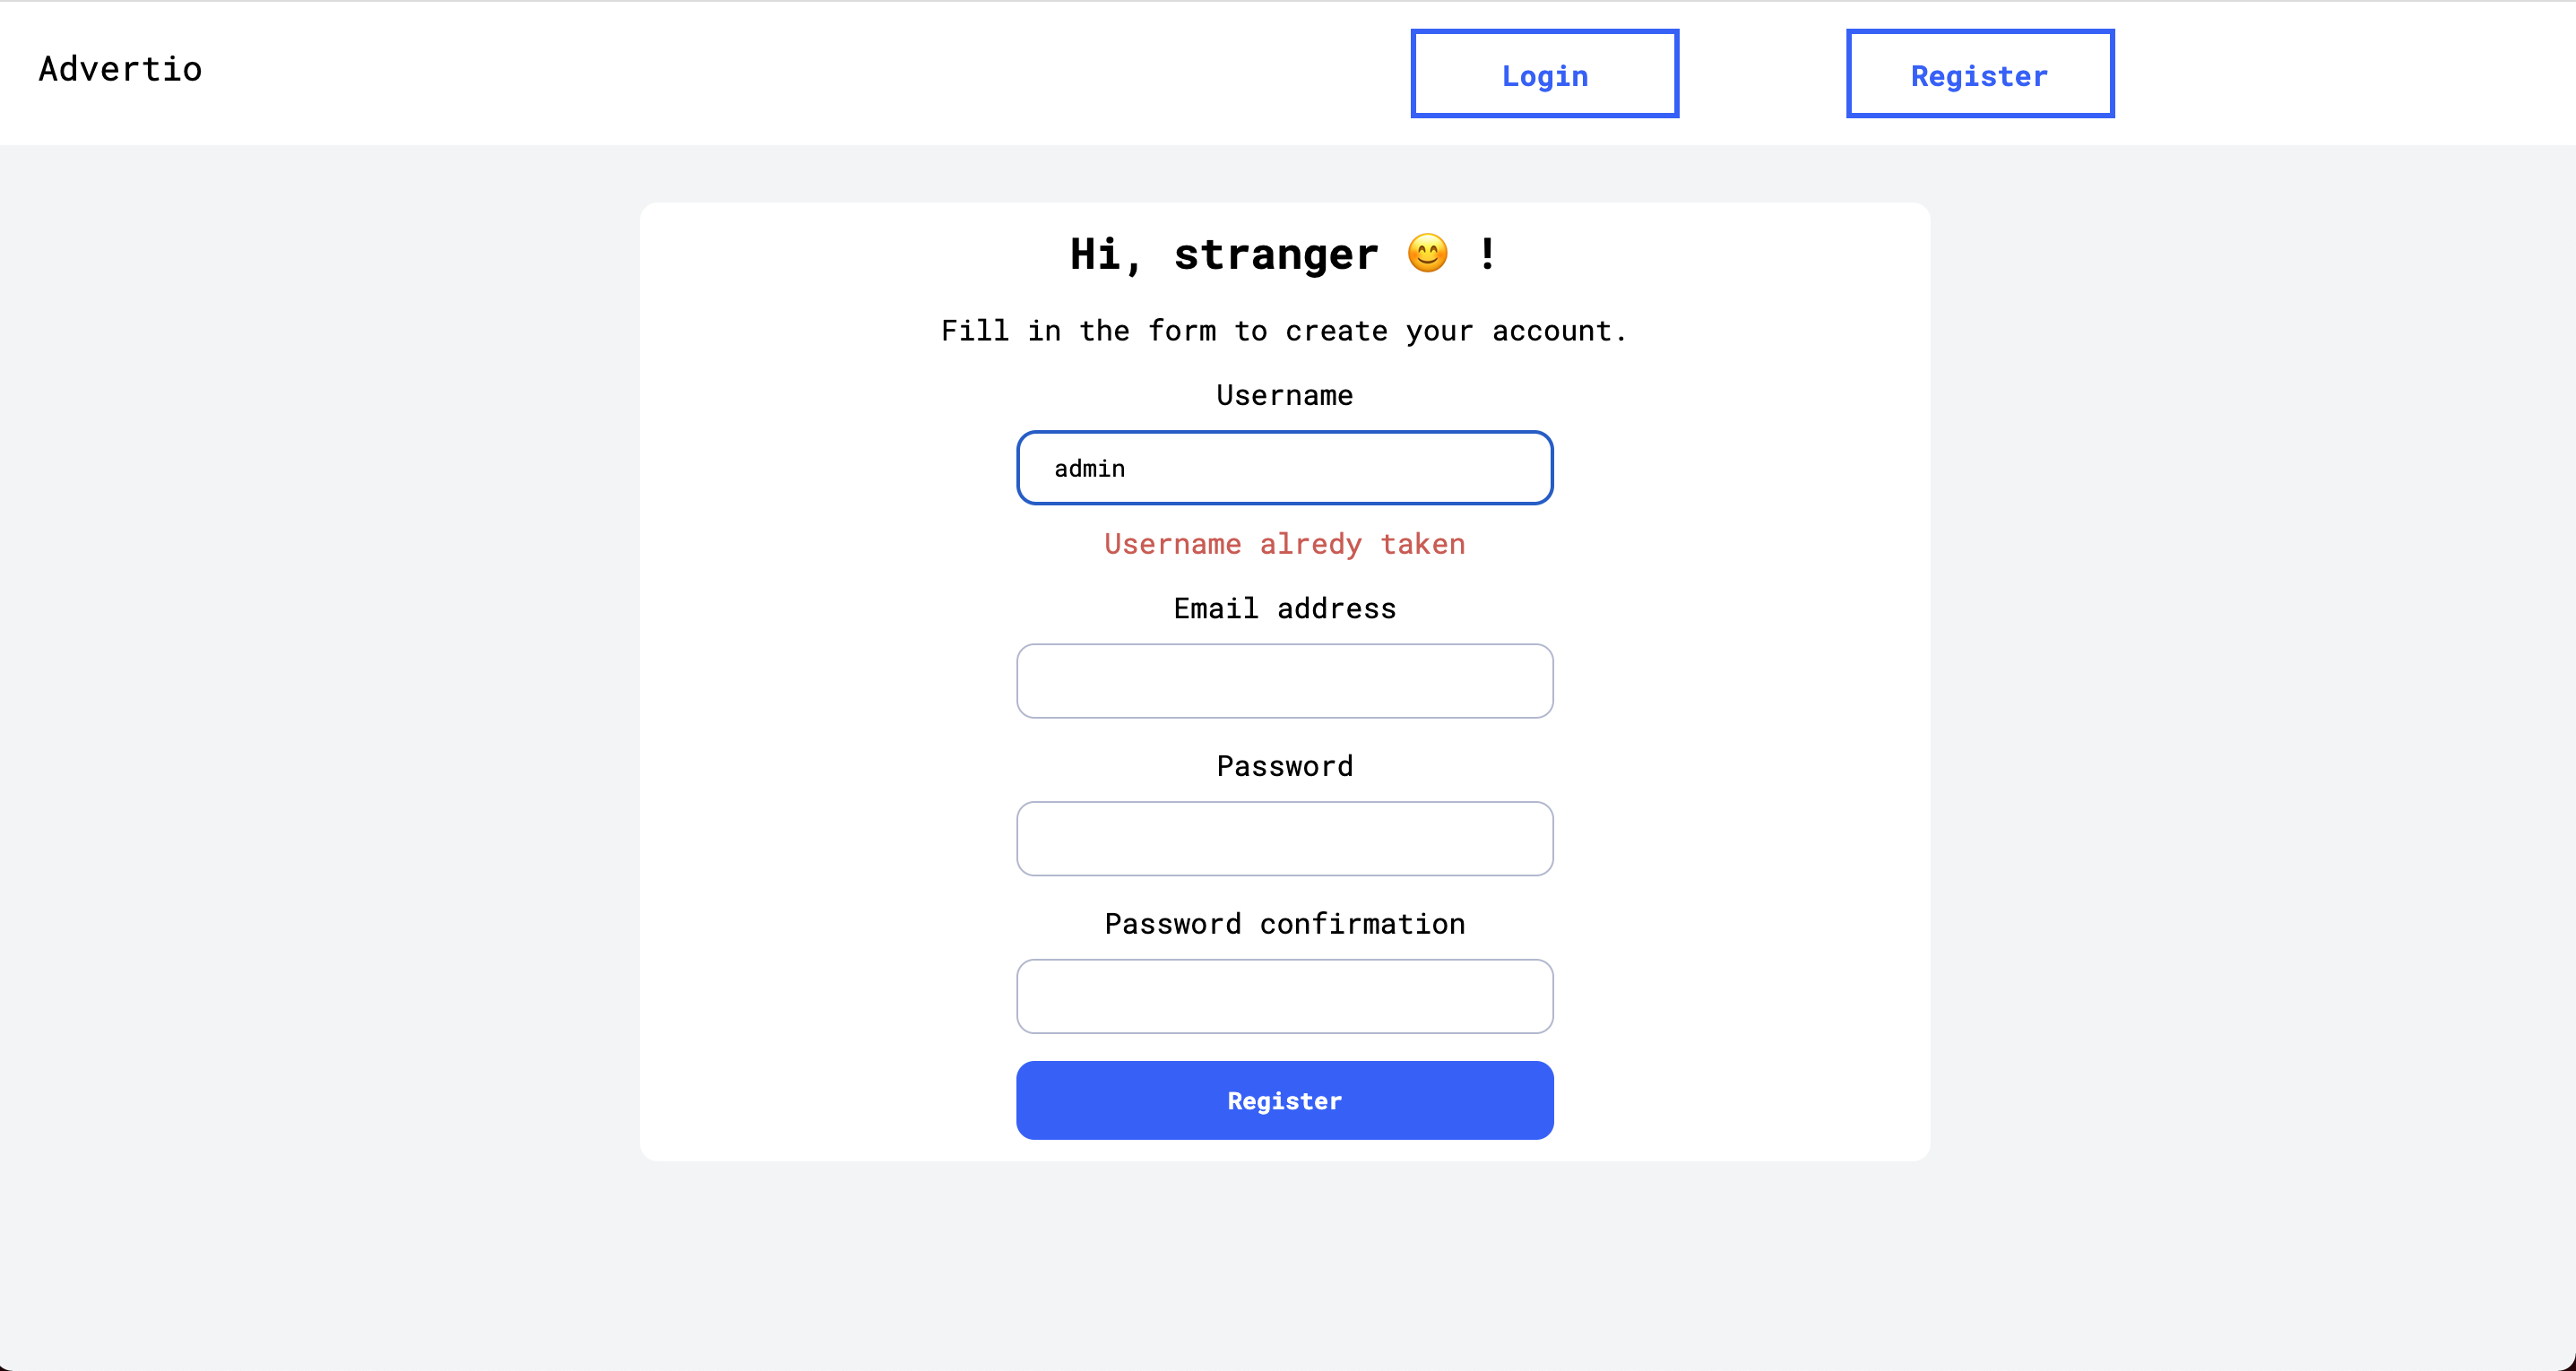 Advertio
Login
Register
Hi, stranger 😊 !
Fill in the form to create your account.
Username
admin
Username alredy taken
Email address
Password
Password confirmation
Register